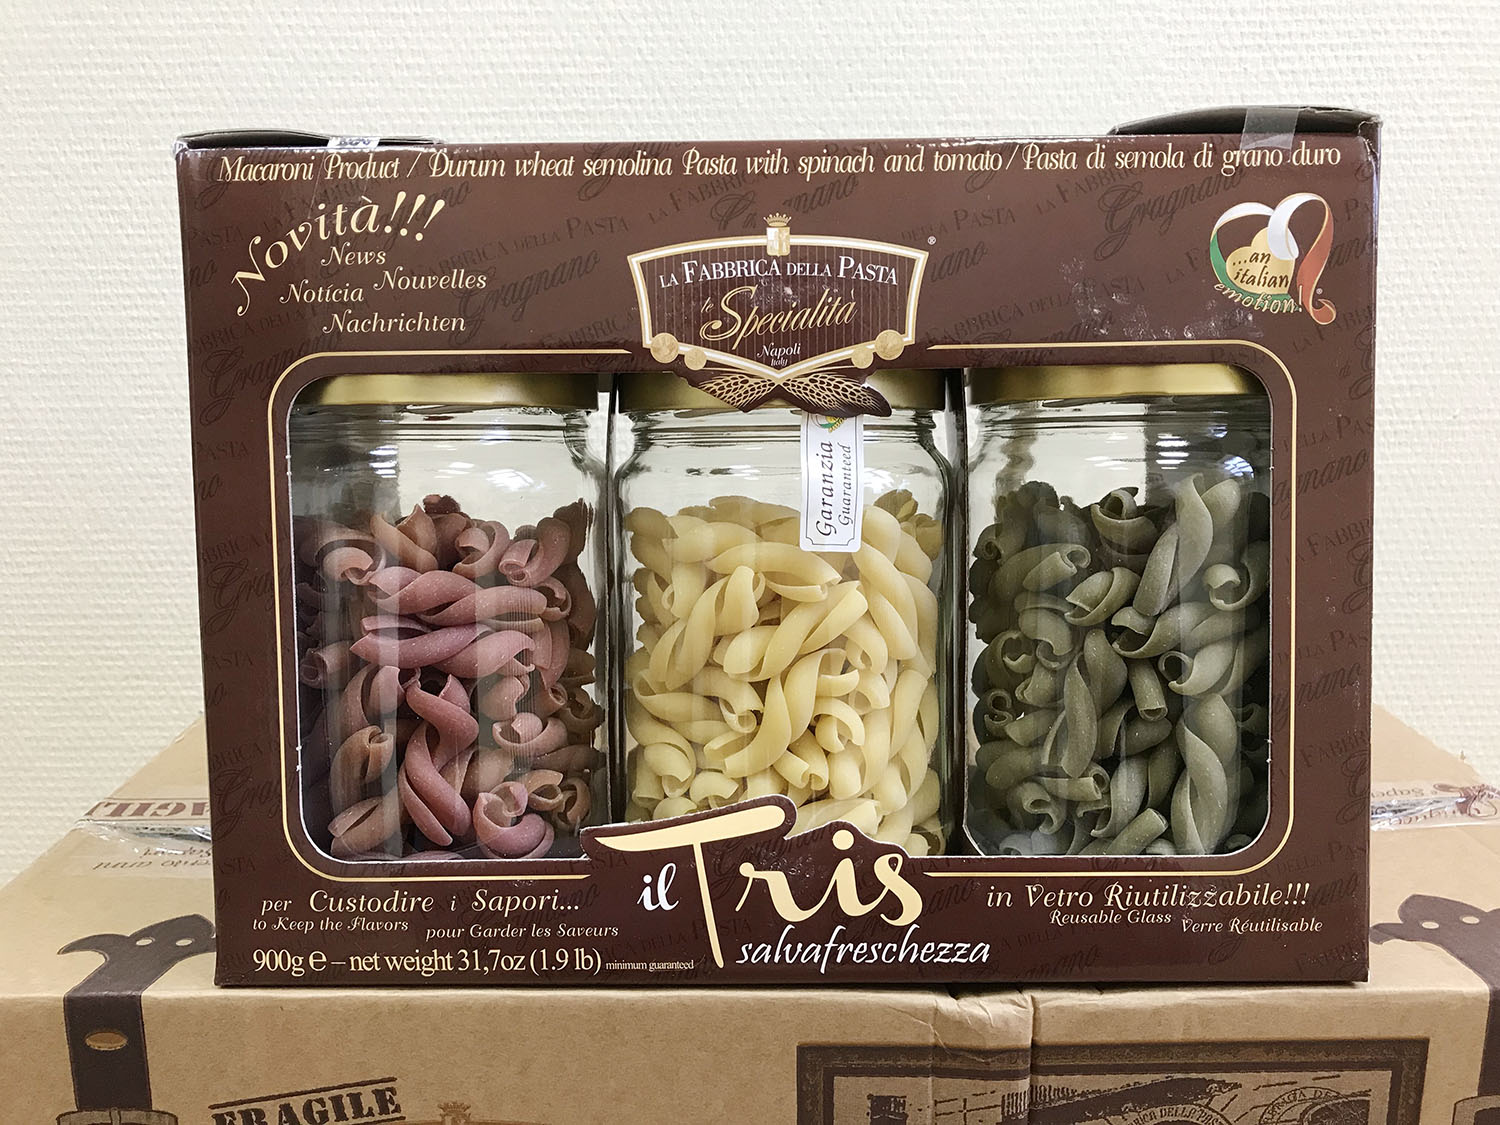 Macaroni Product / Durum wheat semolina Pasta with spinach and tomato / Pasta di semola di grano duro
Novità!!!
News
Nouvelles
Notícia
Nachrichten
LA FABBRICA DELLA PASTA
le Specialità
Napoli
Italy
®
...an
italian
emotion!
®
Garanzia
Guaranteed
per Custodire i Sapori...
to Keep the Flavors
pour Garder les Saveurs
900g e – net weight 31,7oz (1.9 lb) minimum guaranteed
il Tris
salvafreschezza
in Vetro Riutilizzabile!!!
Reusable Glass
Verre Réutilisable
FRAGILE